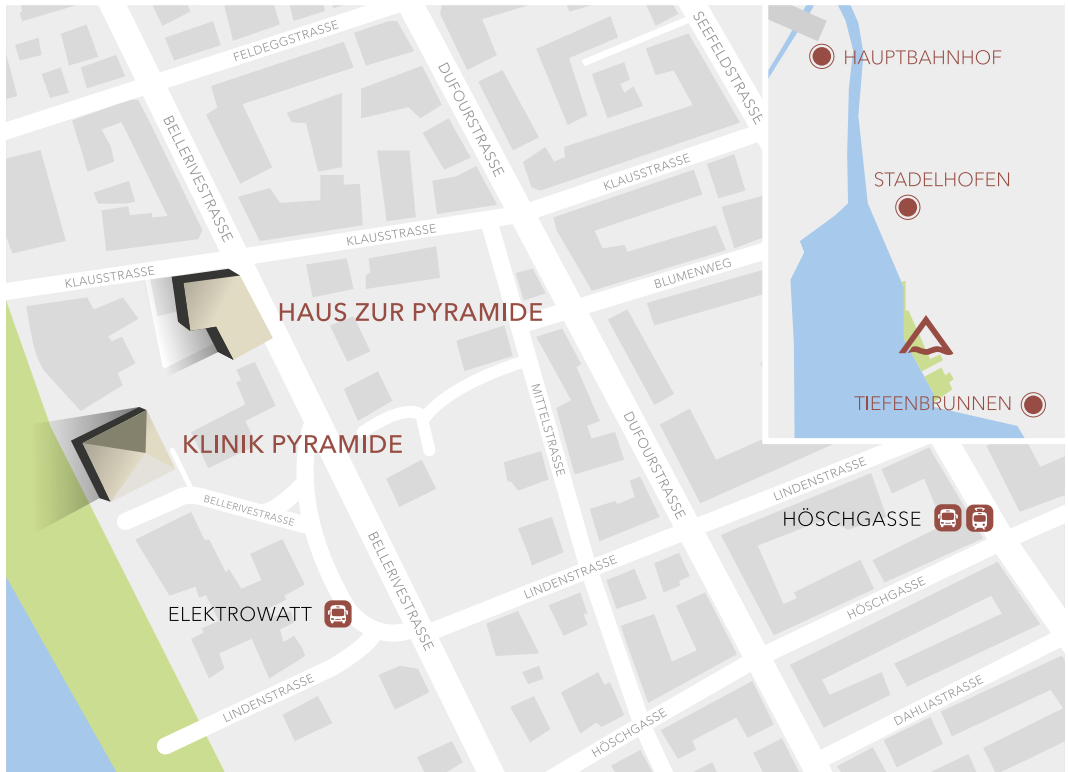 FELDEGGSTRASSE
SEEFELDSTRASSE
DUFOURSTRASSE
BELLERIVESTRASSE
HAUPTBAHNHOF
STADELHOFEN
TIEFENBRUNNEN
KLAUSSTRASSE
KLAUSSTRASSE
KLAUSSTRASSE
BLUMENWEG
HAUS ZUR PYRAMIDE
KLINIK PYRAMIDE
MITTELSTRASSE
DUFOURSTRASSE
LINDENSTRASSE
BELLERIVESTRASSE
HÖSCHGASSE
BELLERIVESTRASSE
LINDENSTRASSE
HÖSCHGASSE
ELEKTROWATT
LINDENSTRASSE
DAHLIASTRASSE
HÖSCHGASSE